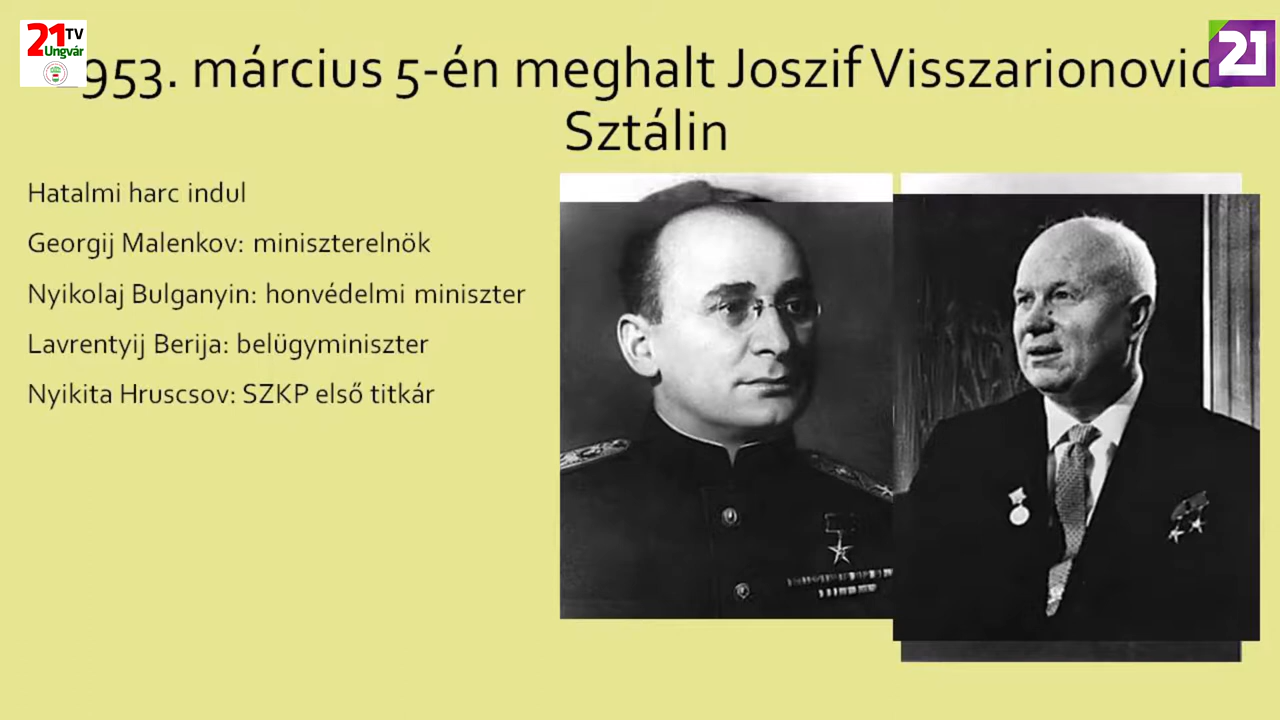 21 TV
Ungvár
953. március 5-én meghalt Joszif Visszarionovics
Sztálin
Hatalmi harc indul
Georgij Malenkov: miniszterelnök
Nyikolaj Bulganyin: honvédelmi miniszter
Lavrentyij Berija: belügyminiszter
Nyikita Hruscsov: SZKP első titkár
21